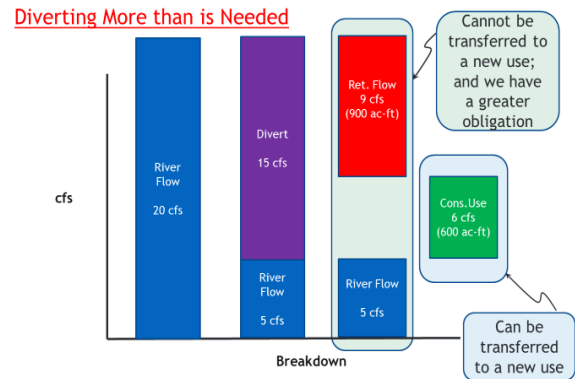 Diverting More than is Needed
Cannot be
transferred to
a new use;
and we have
a greater
obligation
Ret. Flow
9 cfs
(900 ac-ft)
Divert
15 cfs
River
Flow
20 cfs
cfs
Cons.Use
6 cfs
(600 ac-ft)
River
Flow
5 cfs
River Flow
5 cfs
Can be
transferred
to a new use
Breakdown